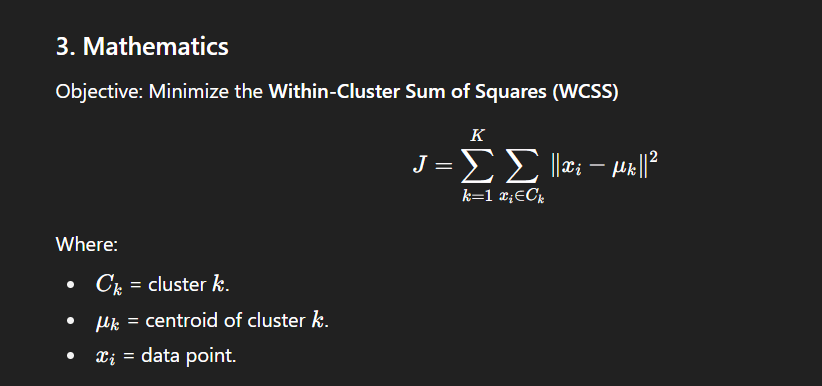 3. Mathematics
Objective: Minimize the Within-Cluster Sum of Squares (WCSS)
J = \sum_{k=1}^{K} \sum_{x_i \in C_k} \|x_i - \mu_k\|^2
Where:
• C_k = cluster k.
• μ_k = centroid of cluster k.
• x_i = data point.